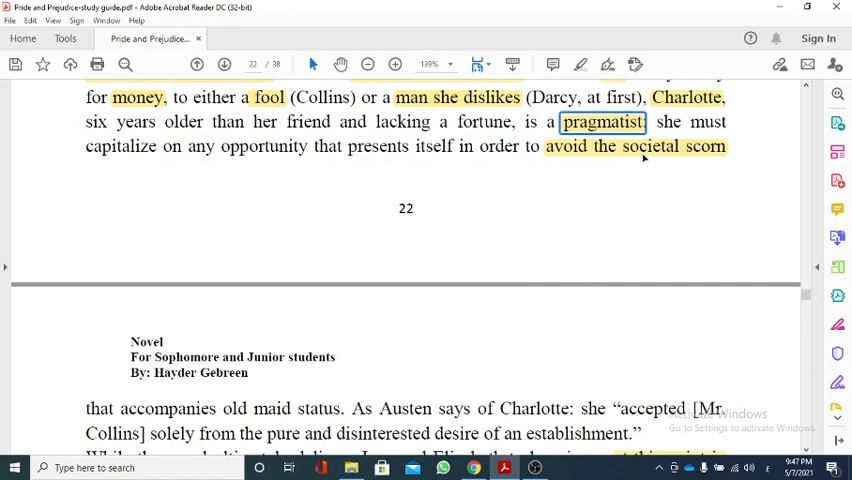 Pride and Prejudice-study guide.pdf - Adobe Acrobat Reader DC (32-bit)
File Edit View Sign Window Help
Home Tools Pride and Prejudice... × Sign In
22 / 38 139%
for money, to either a fool (Collins) or a man she dislikes (Darcy, at first), Charlotte,
six years older than her friend and lacking a fortune, is a pragmatist: she must
capitalize on any opportunity that presents itself in order to avoid the societal scorn
22
Novel
For Sophomore and Junior students
By: Hayder Gebreen
that accompanies old maid status. As Austen says of Charlotte: she “accepted [Mr.
Collins] solely from the pure and disinterested desire of an establishment.”
Activate Windows
Go to Settings to activate Windows.
Type here to search
9:47 PM
5/7/2021